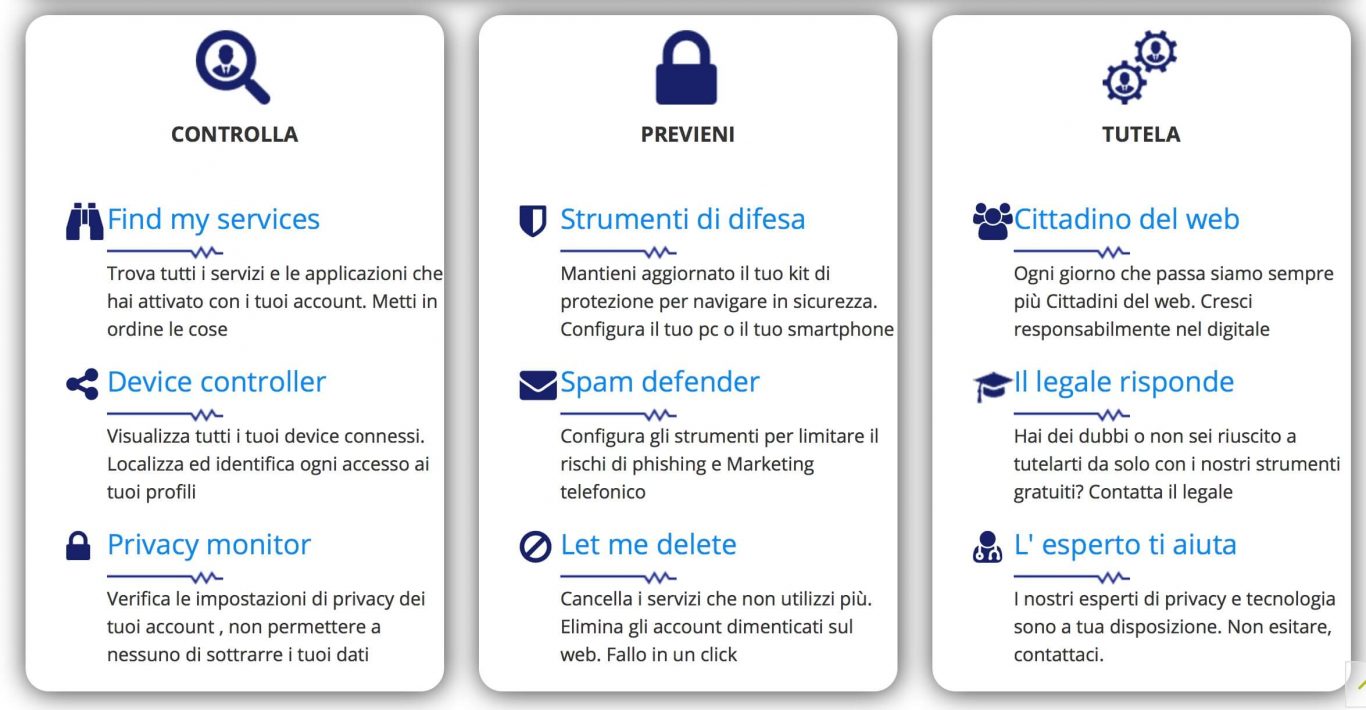 CONTROLLA
Find my services
Trova tutti i servizi e le applicazioni che
hai attivato con i tuoi account. Metti in
ordine le cose
Device controller
Visualizza tutti i tuoi device connessi.
Localizza ed identifica ogni accesso ai
tuoi profili
Privacy monitor
Verifica le impostazioni di privacy dei
tuoi account , non permettere a
nessuno di sottrarre i tuoi dati
PREVIENI
Strumenti di difesa
Mantieni aggiornato il tuo kit di
protezione per navigare in sicurezza.
Configura il tuo pc o il tuo smartphone
Spam defender
Configura gli strumenti per limitare il
rischi di phishing e Marketing
telefonico
Let me delete
Cancella i servizi che non utilizzi più.
Elimina gli account dimenticati sul
web. Fallo in un click
TUTELA
Cittadino del web
Ogni giorno che passa siamo sempre
più Cittadini del web. Cresci
responsabilmente nel digitale
Il legale risponde
Hai dei dubbi o non sei riuscito a
tutelarti da solo con i nostri strumenti
gratuiti? Contatta il legale
L' esperto ti aiuta
I nostri esperti di privacy e tecnologia
sono a tua disposizione. Non esitare,
contattaci.